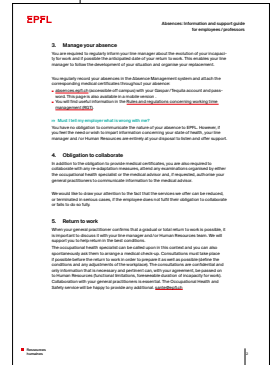 EPFL
Absences: information and support guide
for employees / professors
3. Manage your absence
You are required to regularly inform your line manager about the evolution of your incapac-
ity for work and if possible the anticipated date of your return to work. This enables your line
manager to follow the development of your situation and organise your replacement.
You regularly record your absences in the Absence-Management system and attach the
corresponding medical certificates throughout your absence:
absences.epfl.ch (accessible off campus) with your Gaspar / Tequila account and pass-
word. This page is also available in a mobile version.
You will find useful information in the Rules and regulations concerning working time
management (RGT).
Must I tell my employer what is wrong with me?
You have no obligation to communicate the nature of your absence to EPFL. However, if
you feel the need or wish to impart information concerning your state of health, your line
manager and / or Human Resources are entirely at your disposal to listen and offer support.
4. Obligation to collaborate
In addition to the obligation to provide medical certificates, you are also required to
collaborate with any re-adaptation measures, attend any examinations organised by either
the occupational health specialist or the medical advisor and, if requested, authorise your
general practitioners to communicate information to the medical advisor.
We would like to draw your attention to the fact that the services we offer can be reduced,
or terminated in serious cases, if the employee does not fulfil their obligation to collaborate
or fails to do so fully.
5. Return to work
When your general practitioner confirms that a gradual or total return to work is possible, it
is important to discuss it with your line manager and / or Human Resources team. We will
support you to help return in the best conditions.
The occupational health specialist can be called upon in this context and you can also
spontaneously ask them to arrange a medical check-up. Consultations must take place
if possible before the return to work in order to prepare it as well as possible (define the
conditions and any adjustments of the workplace). The consultations are confidential and
only information that is necessary and pertinent can, with your agreement, be passed on
to Human Resources (functional limitations, foreseeable duration of incapacity for work).
Collaboration with your general practitioners is essential. The Occupational Health and
Safety service will be happy to provide any additional: sante@epfl.ch
Ressources
humaines